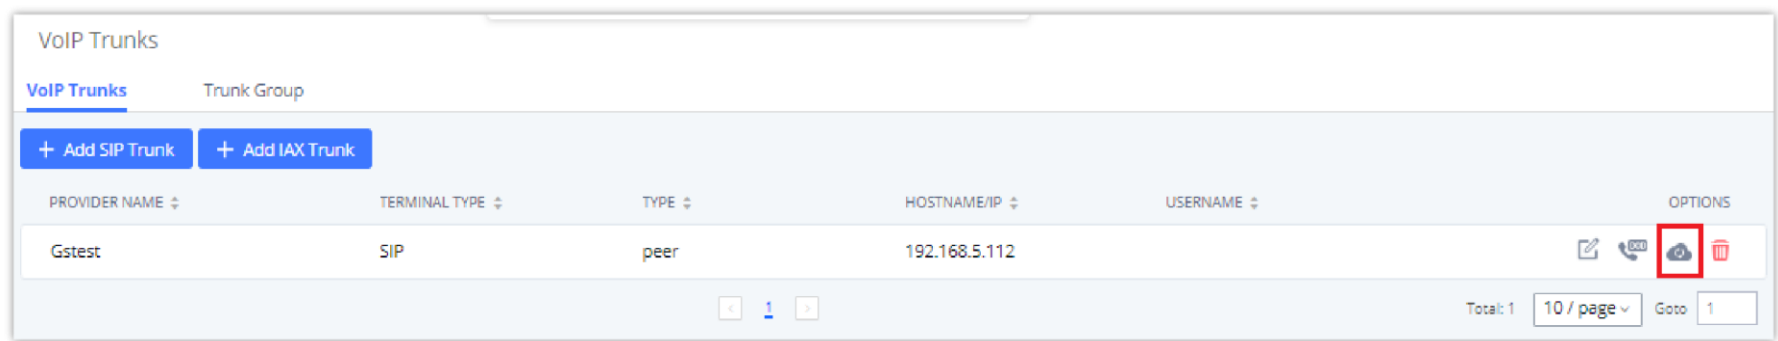 VoIP Trunks
VoIP Trunks Trunk Group
+ Add SIP Trunk + Add IAX Trunk
PROVIDER NAME TERMINAL TYPE TYPE HOSTNAME/IP USERNAME OPTIONS
Gstest SIP peer 192.168.5.112 DOD
< 1 > Total: 1 10 / page Goto 1